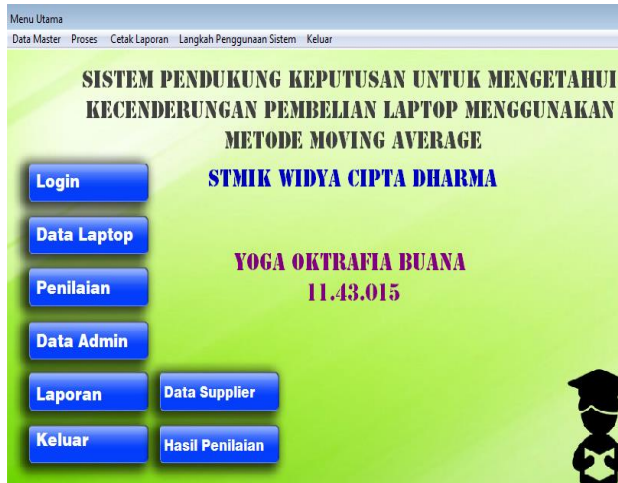 Menu Utama
Data Master Proses Cetak Laporan Langkah Penggunaan Sistem Keluar
SISTEM PENDUKUNG KEPUTUSAN UNTUK MENGETAHUI
KECENDERUNGAN PEMBELIAN LAPTOP MENGGUNAKAN
METODE MOVING AVERAGE
STMIK WIDYA CIPTA DHARMA
YOGA OKTRAFIA BUANA
11.43.015
Login
Data Laptop
Penilaian
Data Admin
Laporan
Data Supplier
Keluar
Hasil Penilaian